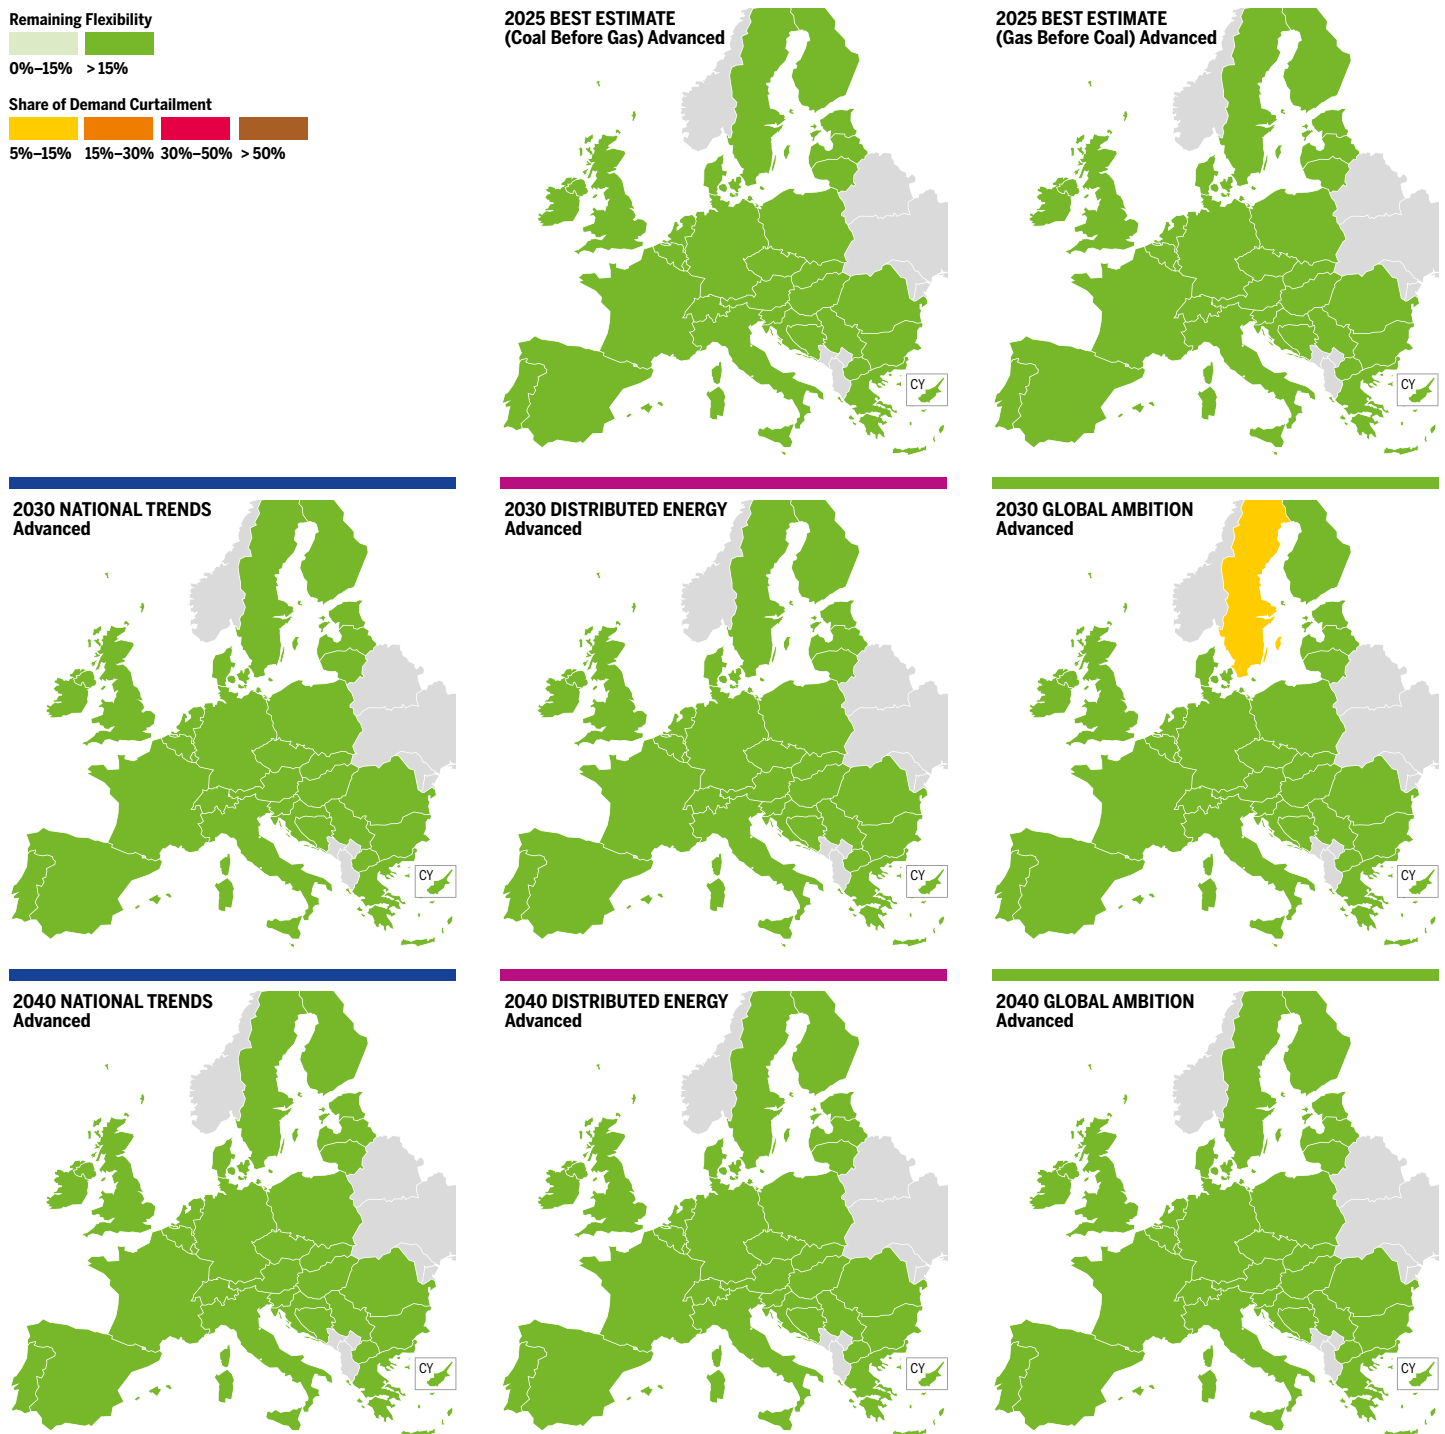 Remaining Flexibility
0%–15% > 15%
Share of Demand Curtailment
5%–15% 15%–30% 30%–50% > 50%
2025 BEST ESTIMATE
(Coal Before Gas) Advanced
CY
2025 BEST ESTIMATE
(Gas Before Coal) Advanced
CY
2030 NATIONAL TRENDS
Advanced
CY
2030 DISTRIBUTED ENERGY
Advanced
CY
2030 GLOBAL AMBITION
Advanced
CY
2040 NATIONAL TRENDS
Advanced
CY
2040 DISTRIBUTED ENERGY
Advanced
CY
2040 GLOBAL AMBITION
Advanced
CY